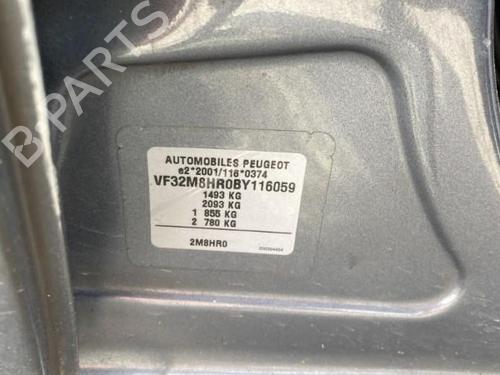 AUTOMOBILES PEUGEOT
e2*2001/116*0374
VF32M8HR0BY116059
1493 KG
2093 KG
1 855 KG
2 780 KG
2M8HR0
B-PARTS